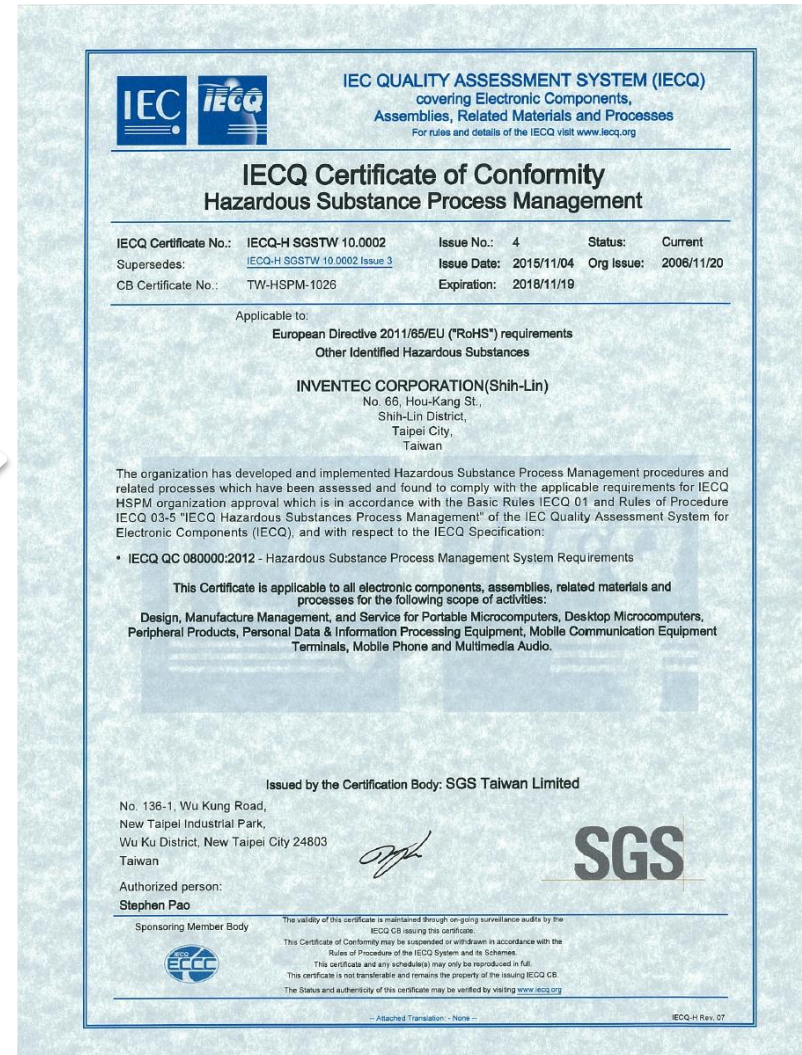 IEC
IECQ
IEC QUALITY ASSESSMENT SYSTEM (IECQ)
covering Electronic Components,
Assemblies, Related Materials and Processes
For rules and details of the IECQ visit www.iecq.org
IECQ Certificate of Conformity
Hazardous Substance Process Management
IECQ Certificate No.: IECQ-H SGSTW 10.0002 Issue No.: 4 Status: Current
Supersedes: IECQ-H SGSTW 10.0002 Issue 3 Issue Date: 2015/11/04 Org Issue: 2006/11/20
CB Certificate No.: TW-HSPM-1026 Expiration: 2018/11/19
Applicable to:
European Directive 2011/65/EU ("RoHS") requirements
Other Identified Hazardous Substances
INVENTEC CORPORATION(Shih-Lin)
No. 66, Hou-Kang St.,
Shih-Lin District,
Taipei City,
Taiwan
The organization has developed and implemented Hazardous Substance Process Management procedures and
related processes which have been assessed and found to comply with the applicable requirements for IECQ
HSPM organization approval which is in accordance with the Basic Rules IECQ 01 and Rules of Procedure
IECQ 03-5 "IECQ Hazardous Substances Process Management" of the IEC Quality Assessment System for
Electronic Components (IECQ), and with respect to the IECQ Specification:
• IECQ QC 080000:2012 - Hazardous Substance Process Management System Requirements
This Certificate is applicable to all electronic components, assemblies, related materials and
processes for the following scope of activities:
Design, Manufacture Management, and Service for Portable Microcomputers, Desktop Microcomputers,
Peripheral Products, Personal Data & Information Processing Equipment, Mobile Communication Equipment
Terminals, Mobile Phone and Multimedia Audio.
Issued by the Certification Body: SGS Taiwan Limited
No. 136-1, Wu Kung Road,
New Taipei Industrial Park,
Wu Ku District, New Taipei City 24803
Taiwan
SGS
Authorized person:
Stephen Pao
Sponsoring Member Body
IECQ
ECCC
The validity of this certificate is maintained through on-going surveillance audits by the
IECQ CB issuing this certificate.
This Certificate of Conformity may be suspended or withdrawn in accordance with the
Rules of Procedure of the IECQ System and its Schemes.
This certificate and any schedule(s) may only be reproduced in full.
This certificate is not transferable and remains the property of the issuing IECQ CB.
The Status and authenticity of this certificate may be verified by visiting www.iecq.org
-- Attached Translation: - None --
IECQ-H Rev. 07